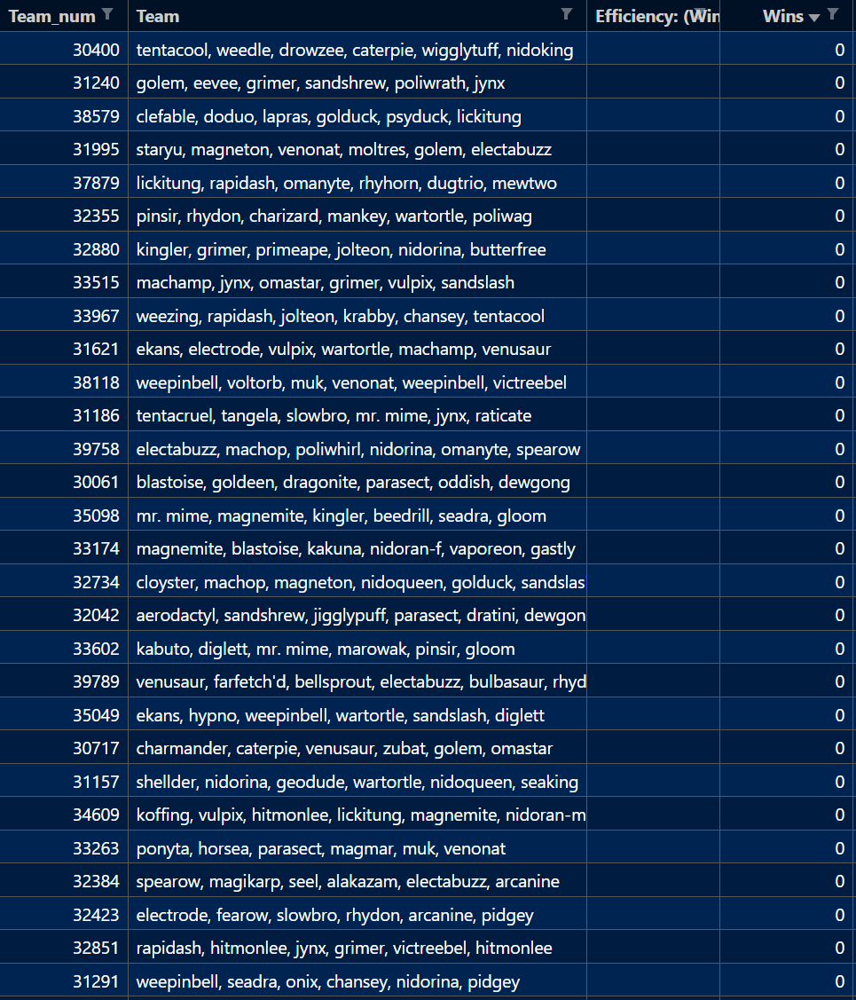 Team_num Team Efficiency: (Win Wins
30400 tentacool, weedle, drowzee, caterpie, wigglytuff, nidoking 0
31240 golem, eevee, grimer, sandshrew, poliwrath, jynx 0
38579 clefable, doduo, lapras, golduck, psyduck, lickitung 0
31995 staryu, magneton, venonat, moltres, golem, electabuzz 0
37879 lickitung, rapidash, omanyte, rhyhorn, dugtrio, mewtwo 0
32355 pinsir, rhydon, charizard, mankey, wartortle, poliwag 0
32880 kingler, grimer, primeape, jolteon, nidorina, butterfree 0
33515 machamp, jynx, omastar, grimer, vulpix, sandslash 0
33967 weezing, rapidash, jolteon, krabby, chansey, tentacool 0
31621 ekans, electrode, vulpix, wartortle, machamp, venusaur 0
38118 weepinbell, voltorb, muk, venonat, weepinbell, victreebel 0
31186 tentacruel, tangela, slowbro, mr. mime, jynx, raticate 0
39758 electabuzz, machop, poliwhirl, nidorina, omanyte, spearow 0
30061 blastoise, goldeen, dragonite, parasect, oddish, dewgong 0
35098 mr. mime, magnemite, kingler, beedrill, seadra, gloom 0
33174 magnemite, blastoise, kakuna, nidoran-f, vaporeon, gastly 0
32734 cloyster, machop, magneton, nidoqueen, golduck, sandslas 0
32042 aerodactyl, sandshrew, jigglypuff, parasect, dratini, dewgon 0
33602 kabuto, diglett, mr. mime, marowak, pinsir, gloom 0
39789 venusaur, farfetch'd, bellsprout, electabuzz, bulbasaur, rhyd 0
35049 ekans, hypno, weepinbell, wartortle, sandslash, diglett 0
30717 charmander, caterpie, venusaur, zubat, golem, omastar 0
31157 shellder, nidorina, geodude, wartortle, nidoqueen, seaking 0
34609 koffing, vulpix, hitmonlee, lickitung, magnemite, nidoran-m 0
33263 ponyta, horsea, parasect, magmar, muk, venonat 0
32384 spearow, magikarp, seel, alakazam, electabuzz, arcanine 0
32423 electrode, fearow, slowbro, rhydon, arcanine, pidgey 0
32851 rapidash, hitmonlee, jynx, grimer, victreebel, hitmonlee 0
31291 weepinbell, seadra, onix, chansey, nidorina, pidgey 0